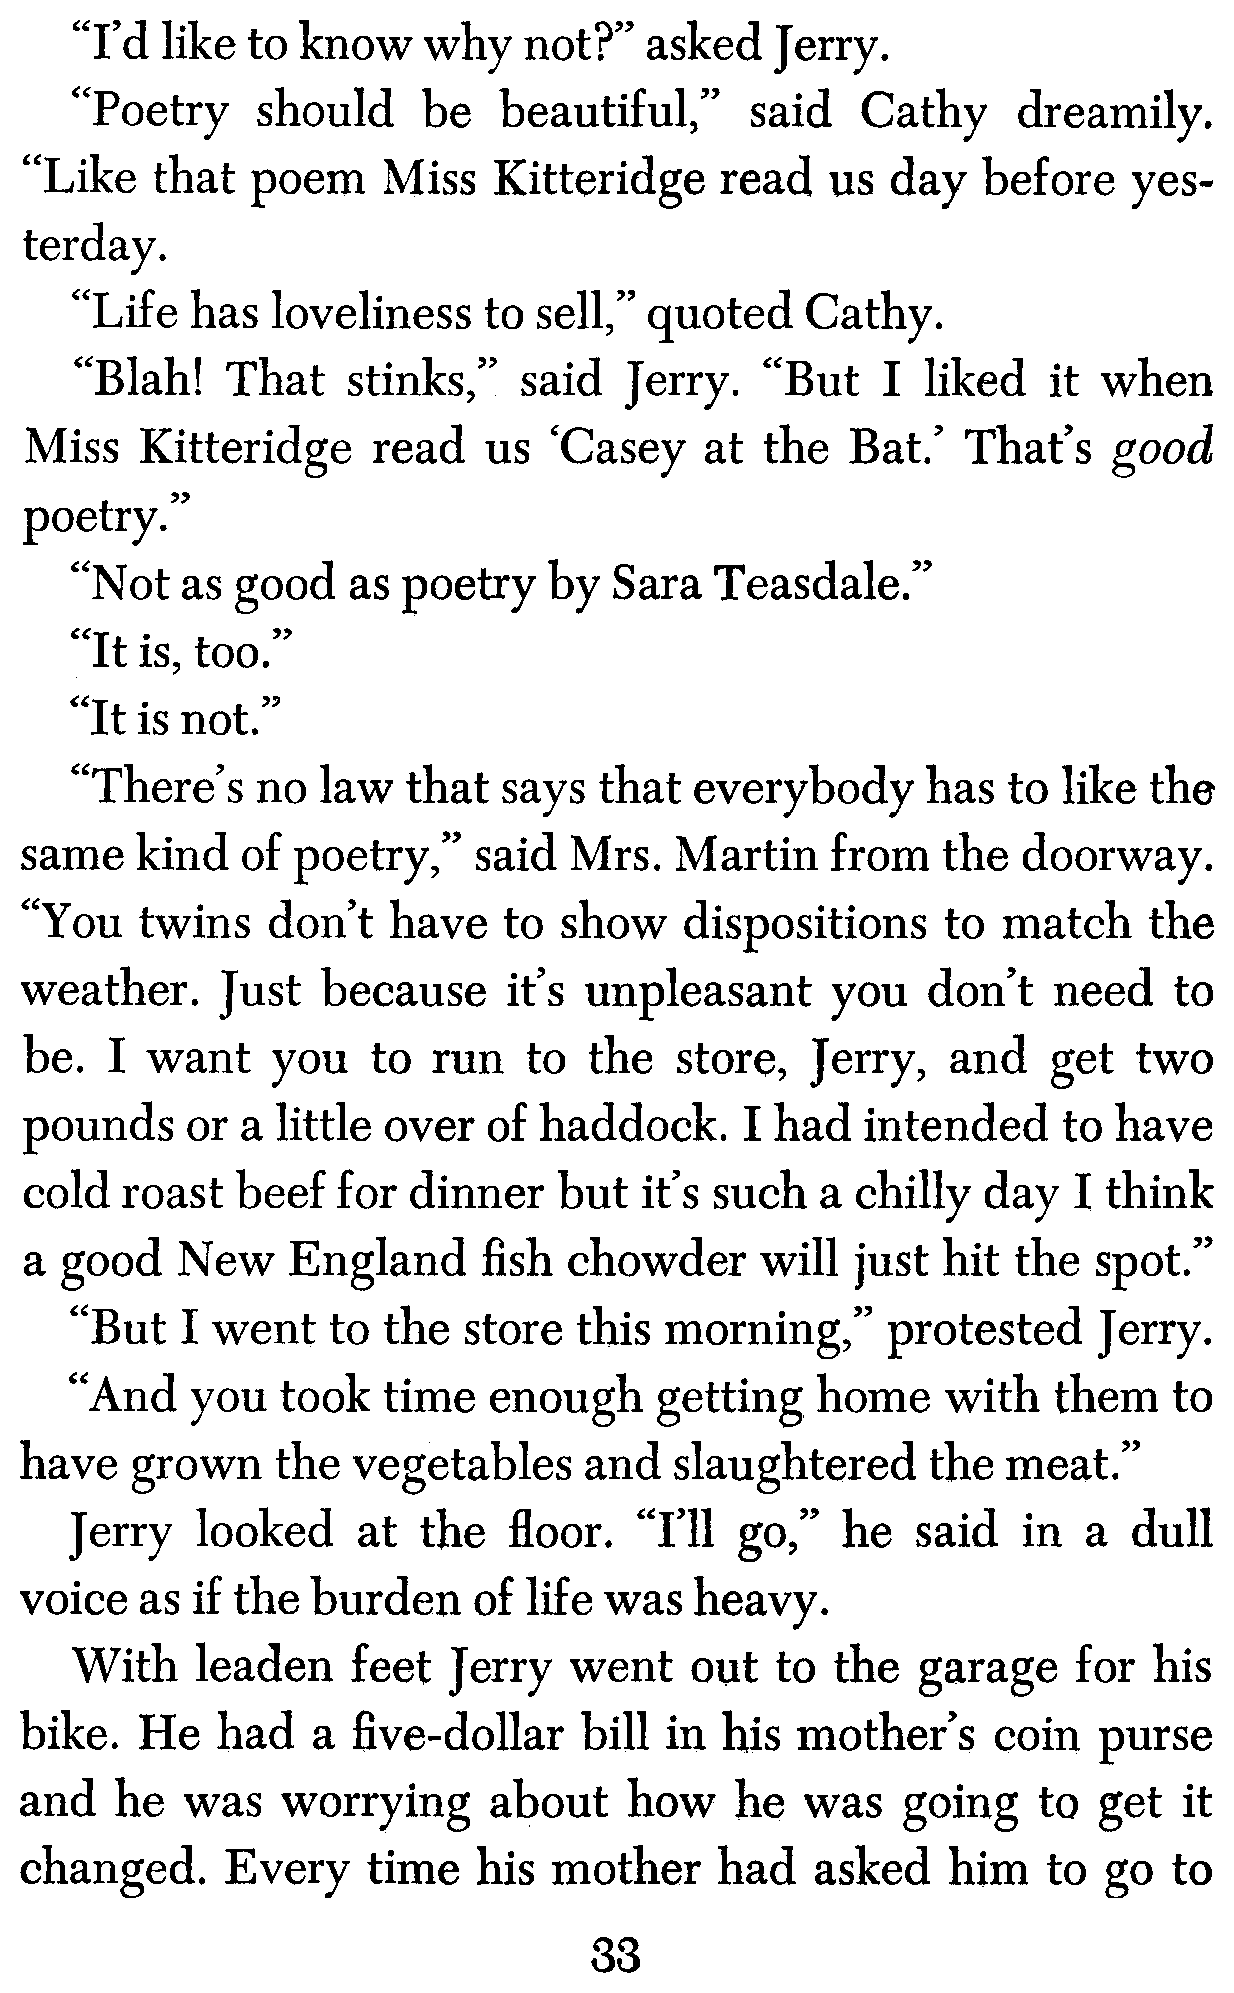 “I’d like to know why not?” asked Jerry.
“Poetry should be beautiful,” said Cathy dreamily.
“Like that poem Miss Kitteridge read us day before yes-
terday.
“Life has loveliness to sell,” quoted Cathy.
“Blah! That stinks,” said Jerry. “But I liked it when
Miss Kitteridge read us ‘Casey at the Bat.’ That’s good
poetry.”
“Not as good as poetry by Sara Teasdale.”
“It is, too.”
“It is not.”
“There’s no law that says that everybody has to like the
same kind of poetry,” said Mrs. Martin from the doorway.
“You twins don’t have to show dispositions to match the
weather. Just because it’s unpleasant you don’t need to
be. I want you to run to the store, Jerry, and get two
pounds or a little over of haddock. I had intended to have
cold roast beef for dinner but it’s such a chilly day I think
a good New England fish chowder will just hit the spot.”
“But I went to the store this morning,” protested Jerry.
“And you took time enough getting home with them to
have grown the vegetables and slaughtered the meat.”
Jerry looked at the floor. “I’ll go,” he said in a dull
voice as if the burden of life was heavy.
With leaden feet Jerry went out to the garage for his
bike. He had a five-dollar bill in his mother’s coin purse
and he was worrying about how he was going to get it
changed. Every time his mother had asked him to go to
33